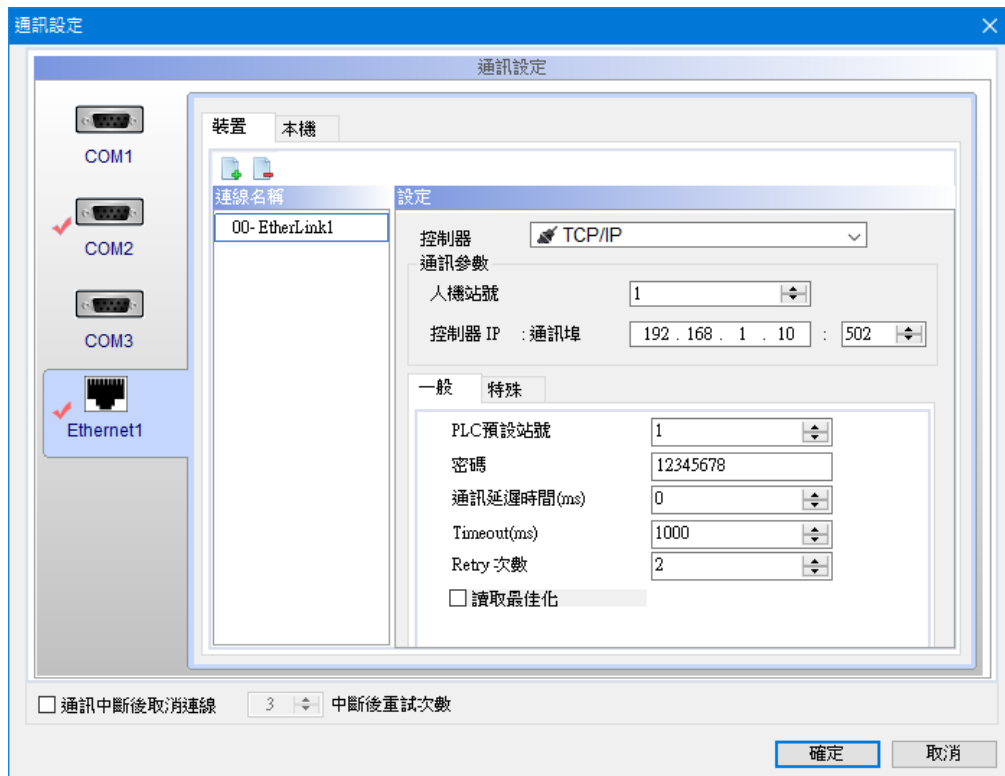 通訊設定
通訊設定
COM1
COM2
COM3
Ethernet1
裝置 本機
連線名稱
00- EtherLink1
設定
控制器 TCP/IP
通訊參數
人機站號 1
控制器 IP : 通訊埠 192 . 168 . 1 . 10 : 502
一般 特殊
PLC預設站號 1
密碼 12345678
通訊延遲時間(ms) 0
Timeout(ms) 1000
Retry 次數 2
讀取最佳化
通訊中斷後取消連線 3 中斷後重試次數
確定 取消